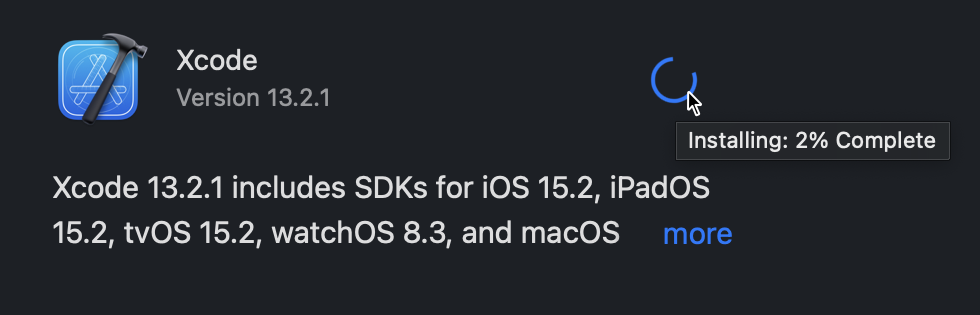 Xcode
Version 13.2.1
Installing: 2% Complete
Xcode 13.2.1 includes SDKs for iOS 15.2, iPadOS
15.2, tvOS 15.2, watchOS 8.3, and macOS more